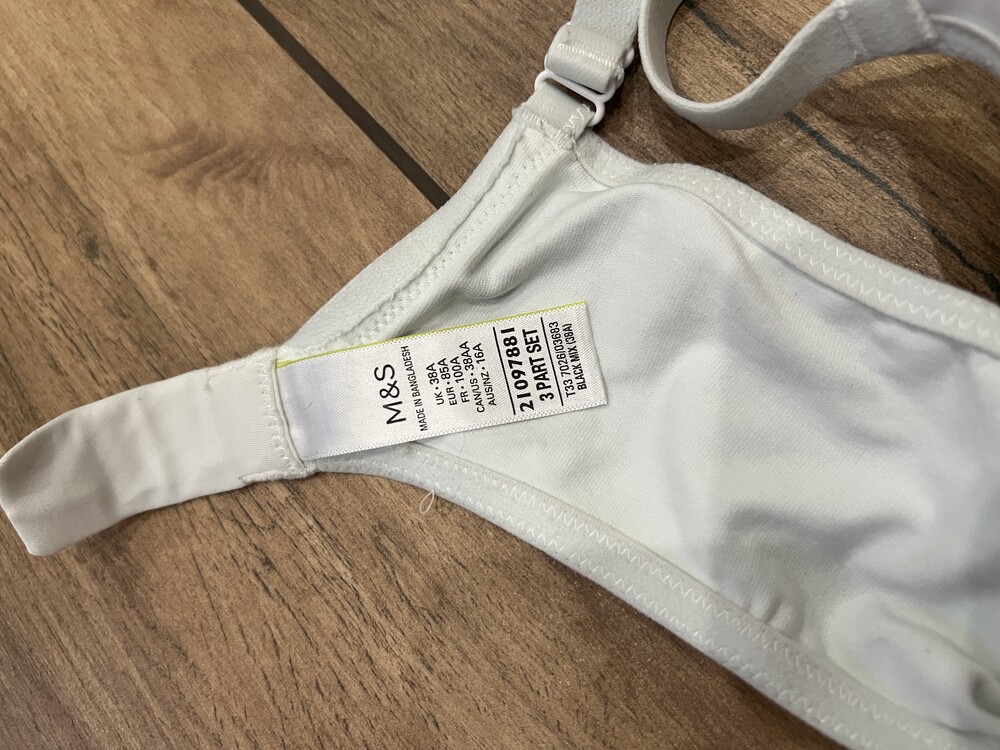 M&S
MADE IN BANGLADESH
UK • 38A
EUR • 85A
FR • 100A
CAN/US • 38AA
AUS/NZ • 16A
21097881
3 PART SET
T33 7026I03683
BLACK MIX (38A)